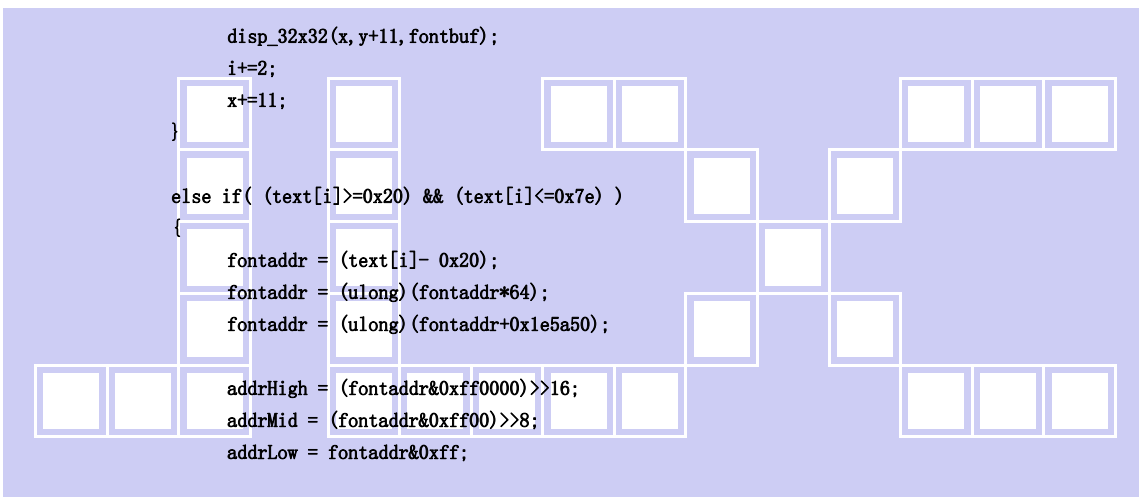 disp_32x32(x,y+11,fontbuf);
i+=2;
x+=11;
}
else if( (text[i]>=0x20) && (text[i]<=0x7e) )
{
fontaddr = (text[i]- 0x20);
fontaddr = (ulong)(fontaddr*64);
fontaddr = (ulong)(fontaddr+0x1e5a50);
addrHigh = (fontaddr&0xff0000)>>16;
addrMid = (fontaddr&0xff00)>>8;
addrLow = fontaddr&0xff;